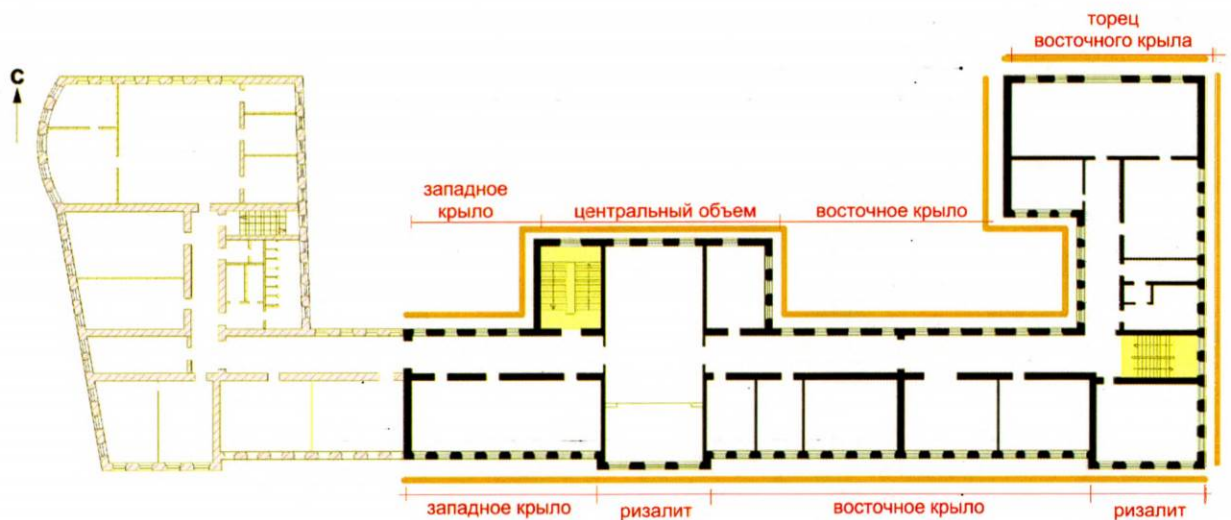 торец
восточного крыла
С
западное
крыло
центральный объем
восточное крыло
западное крыло
ризалит
восточное крыло
ризалит